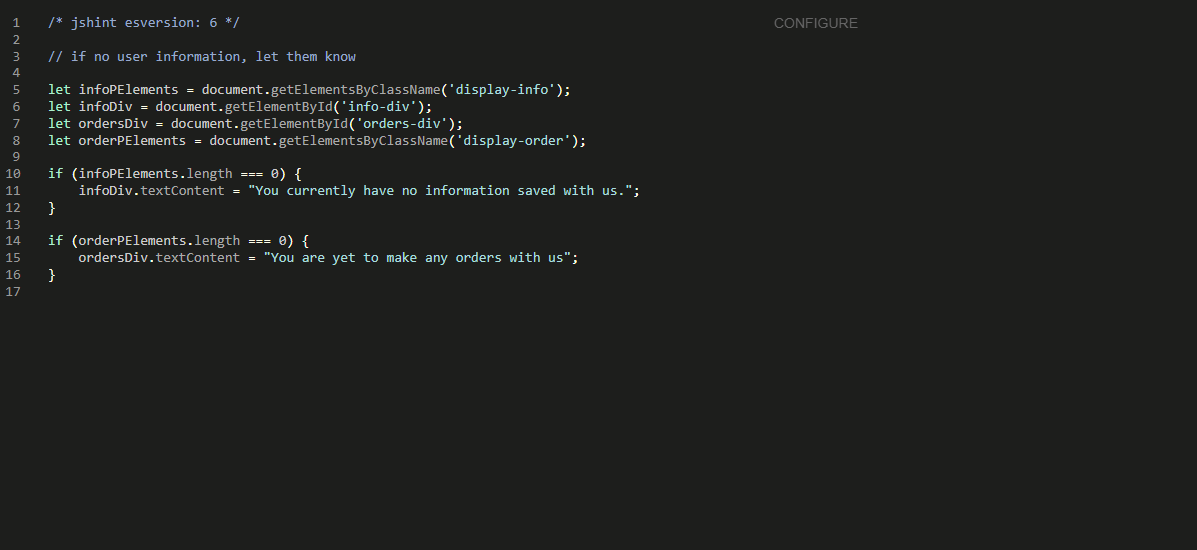 1 /* jshint esversion: 6 */ CONFIGURE
2
3 // if no user information, let them know
4
5 let infoPElements = document.getElementsByClassName('display-info');
6 let infoDiv = document.getElementById('info-div');
7 let ordersDiv = document.getElementById('orders-div');
8 let orderPElements = document.getElementsByClassName('display-order');
9
10 if (infoPElements.length === 0) {
11     infoDiv.textContent = "You currently have no information saved with us.";
12 }
13
14 if (orderPElements.length === 0) {
15     ordersDiv.textContent = "You are yet to make any orders with us";
16 }
17